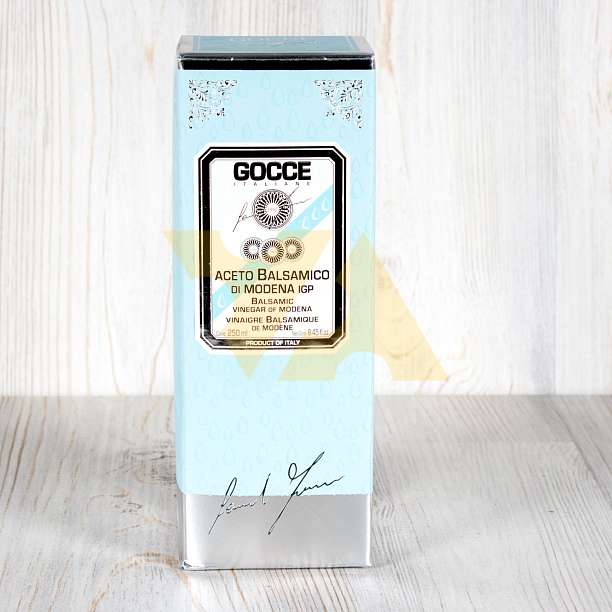 GOCCE
ITALIANE
ACETO BALSAMICO
DI MODENA IGP
BALSAMIC
VINEGAR OF MODENA
VINAIGRE BALSAMIQUE
DE MODÈNE
250 ml 8.45 fl.oz
PRODUCT OF ITALY